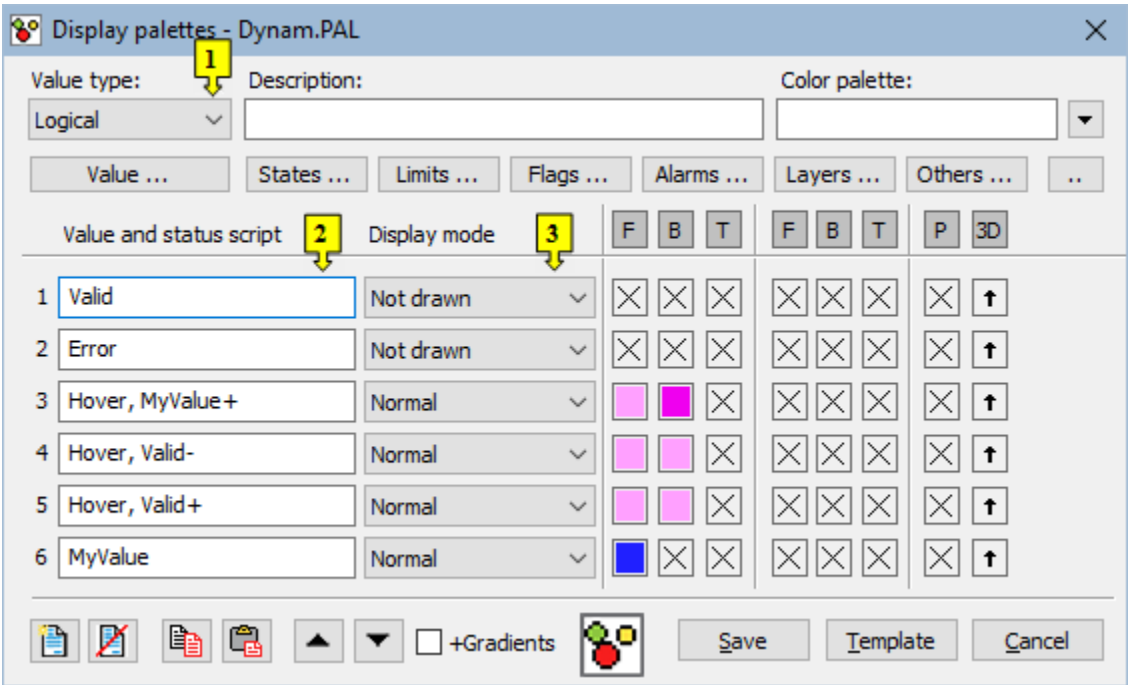 Display palettes - Dynam.PAL
1
Value type: Description: Color palette:
Logical
Value ... States ... Limits ... Flags ... Alarms ... Layers ... Others ... ..
Value and status script 2 Display mode 3 F B T F B T P 3D
1 Valid Not drawn
2 Error Not drawn
3 Hover, MyValue+ Normal
4 Hover, Valid- Normal
5 Hover, Valid+ Normal
6 MyValue Normal
+Gradients Save Template Cancel